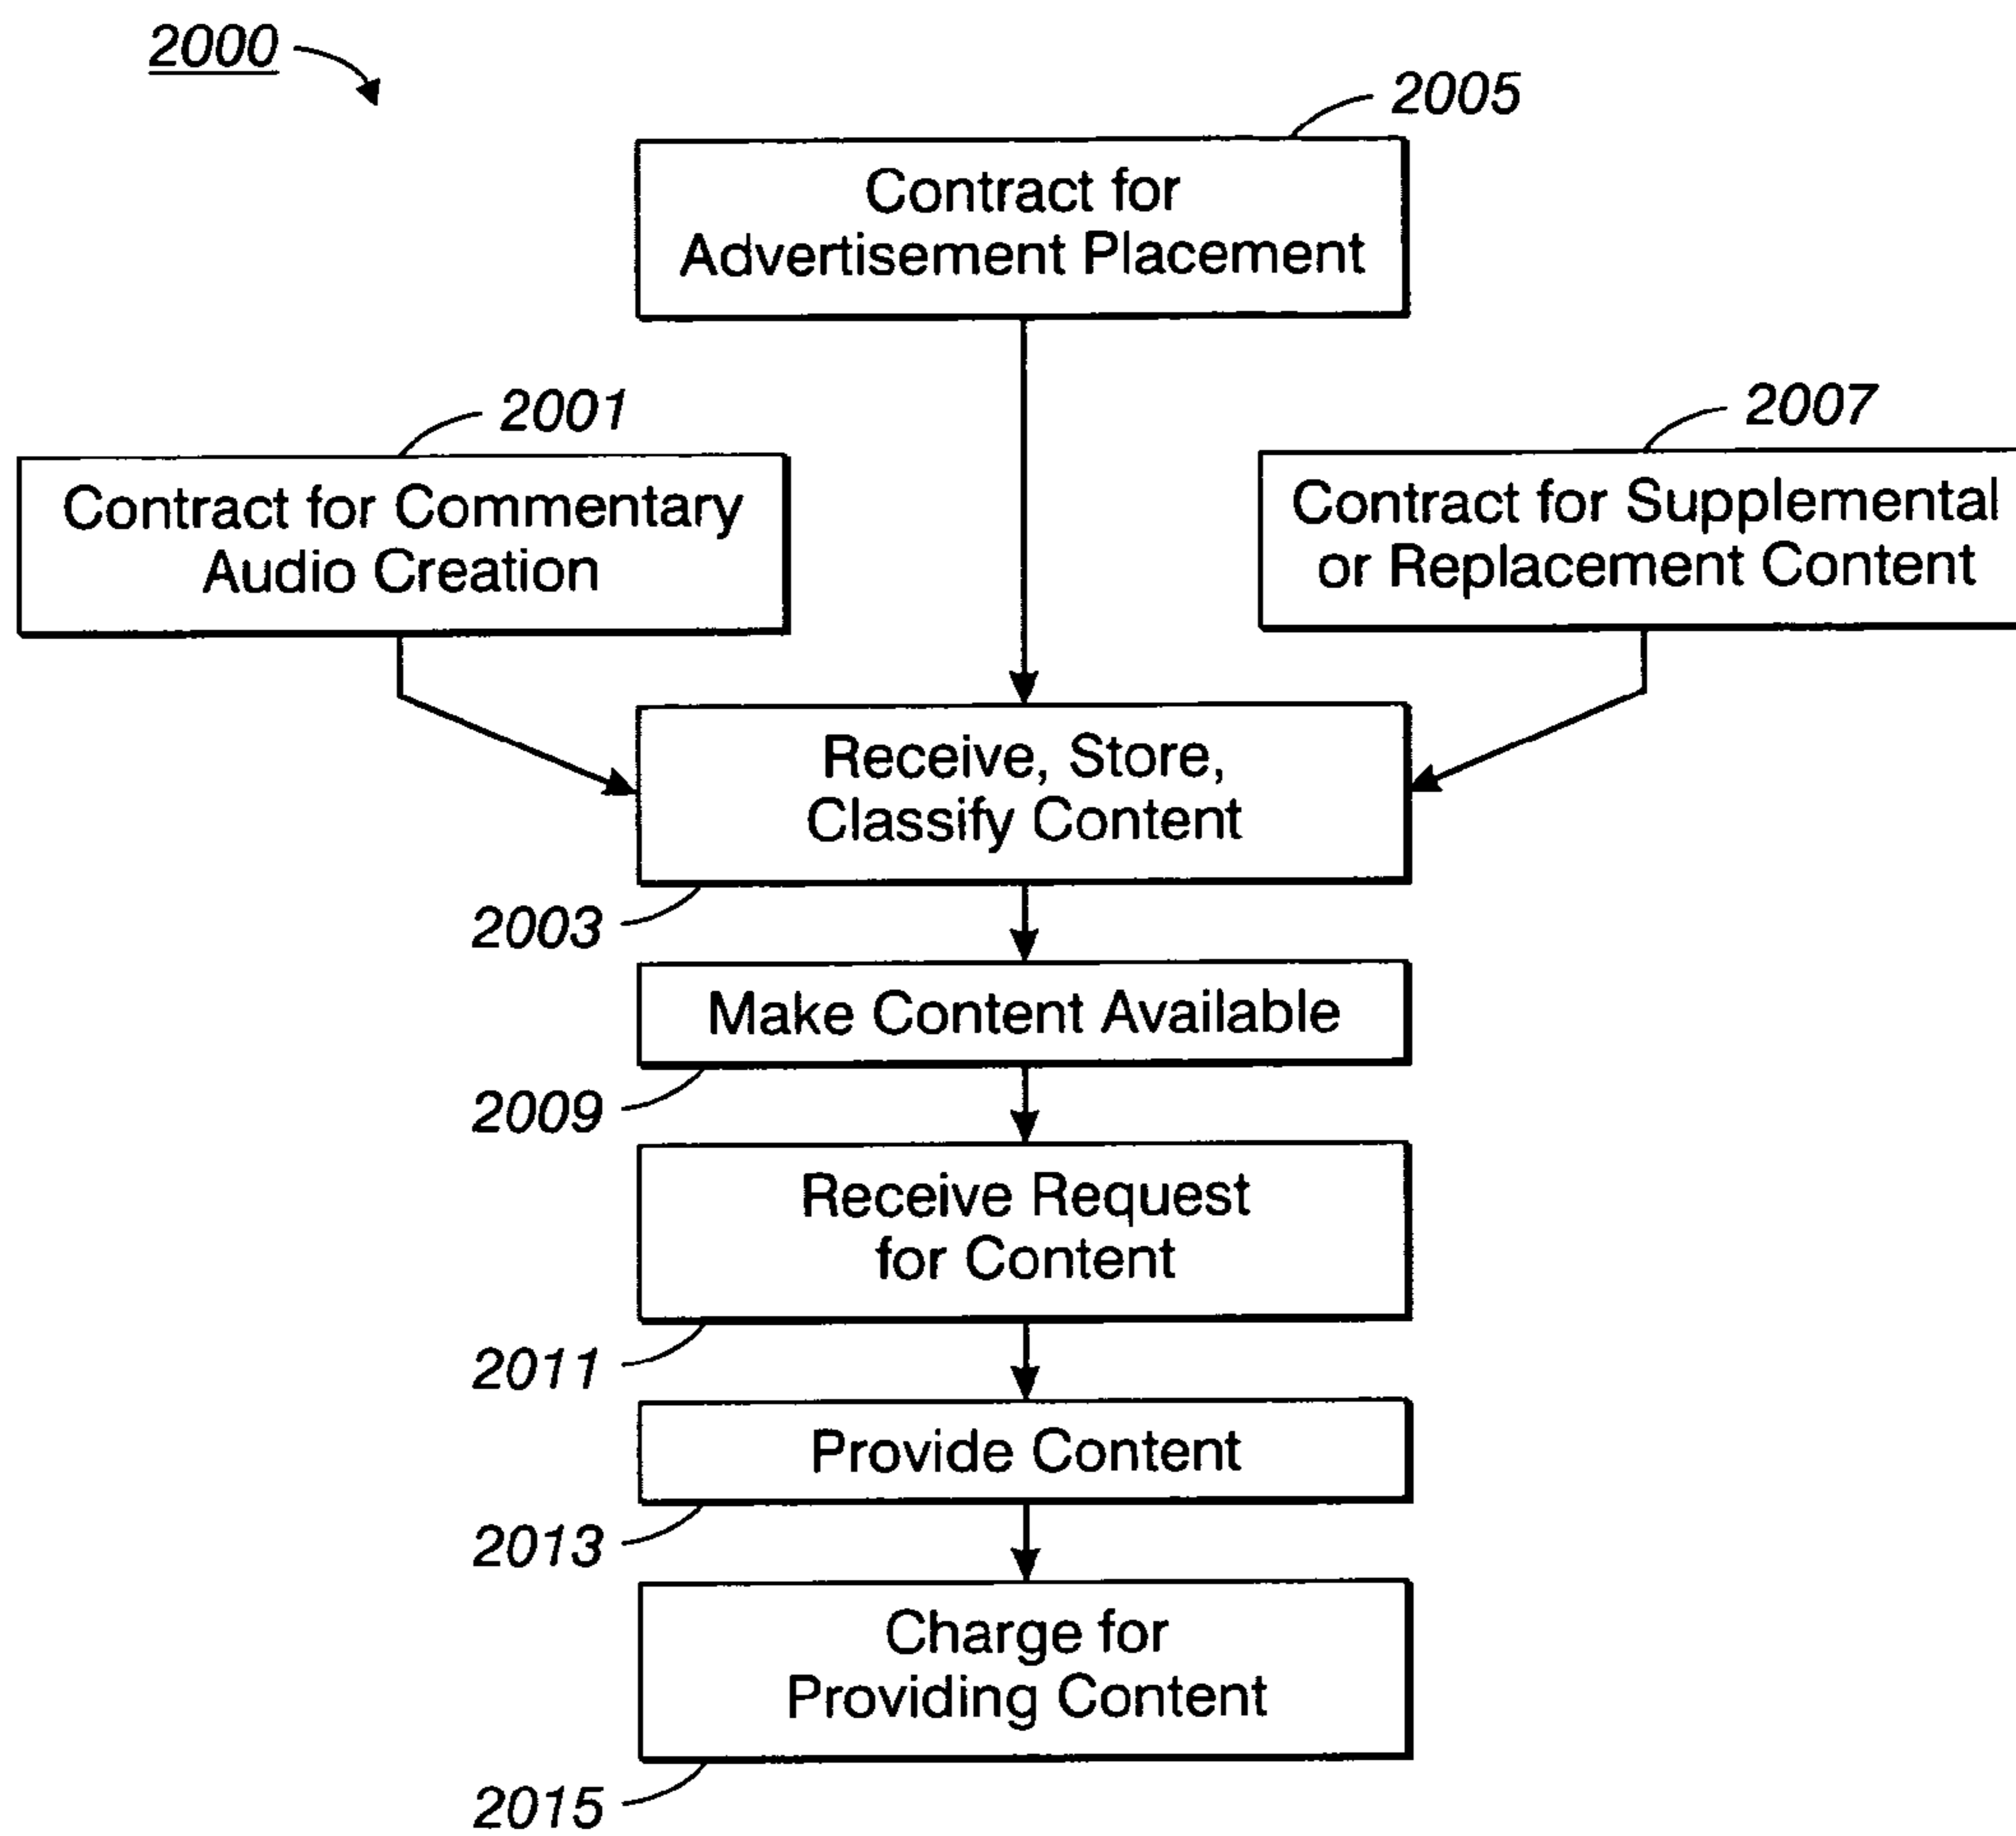 2000
2005
Contract for
Advertisement Placement
2001
2007
Contract for Commentary
Audio Creation
Contract for Supplemental
or Replacement Content
Receive, Store,
Classify Content
2003
Make Content Available
2009
Receive Request
for Content
2011
Provide Content
2013
Charge for
Providing Content
2015